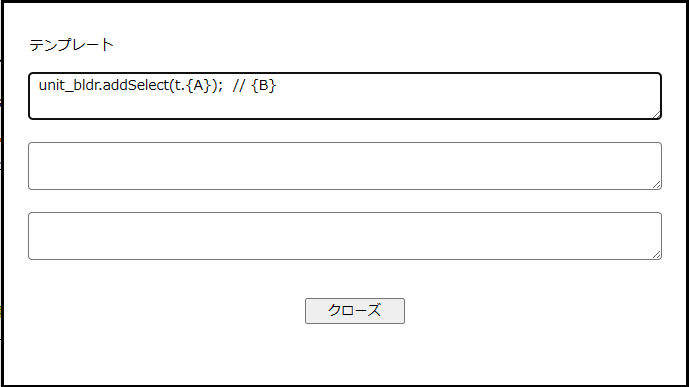 テンプレート
unit_bldr.addSelect(t.{A});  // {B}
クローズ